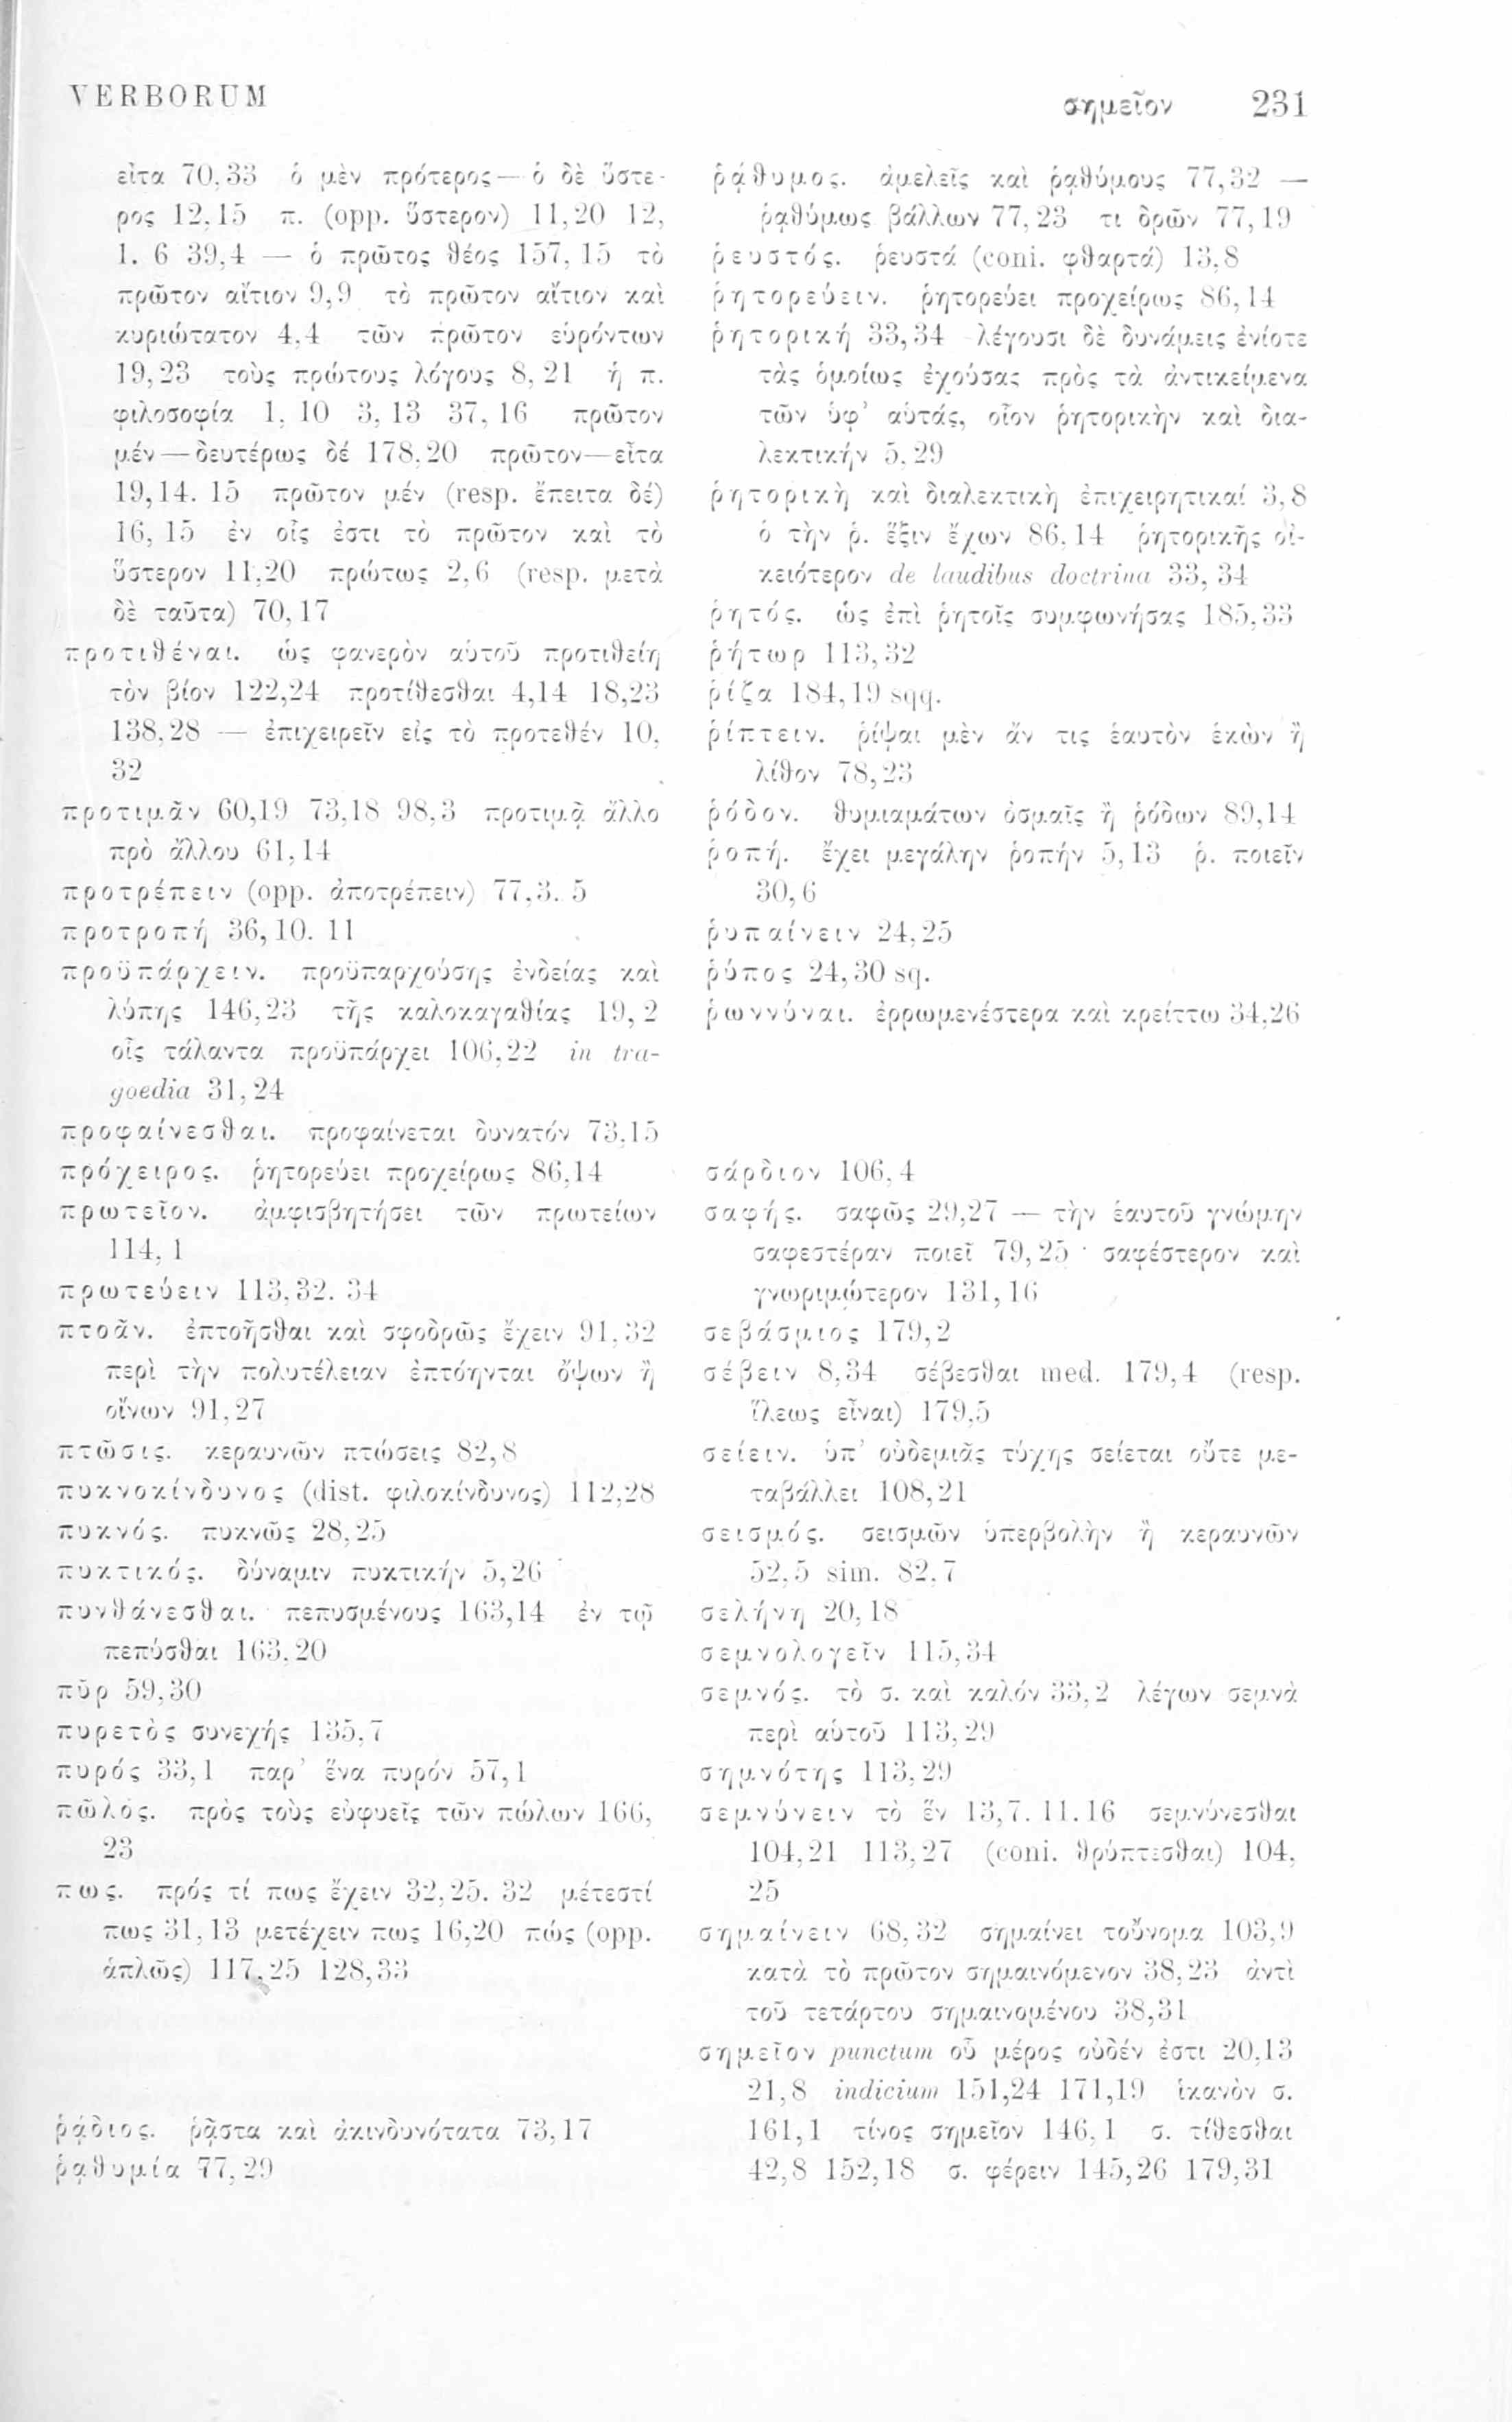 VERBORUM
σημεῖον 231
εἶτα 70,33 ὁ μὲν πρότερος — ὁ δὲ ὕστε-
ρος 12,15 π. (opp. ὕστερον) 11,20 12,
1. 6 39,4 — ὁ πρῶτος θέος 157,15 τὸ
πρῶτον αἴτιον 9,9 τὸ πρῶτον αἴτιον καὶ
κυριώτατον 4,4 τῶν πρῶτον εὑρόντων
19,23 τοὺς πρώτους λόγους 8,21 ἡ π.
φιλοσοφία 1,10 3,13 37,16 πρῶτον
μέν — δευτέρως δέ 178,20 πρῶτον — εἶτα
19,14. 15 πρῶτον μέν (resp. ἔπειτα δέ)
16,15 ἐν οἷς ἐστι τὸ πρῶτον καὶ τὸ
ὕστερον 11,20 πρώτως 2,6 (resp. μετὰ
δὲ ταῦτα) 70,17
προτιθέναι. ὡς φανερὸν αὑτοῦ προτιθείη
τὸν βίον 122,24 προτίθεσθαι 4,14 18,23
138,28 — ἐπιχειρεῖν εἰς τὸ προτεθέν 10,
32
προτιμᾶν 60,19 73,18 98,3 προτιμᾷ ἄλλο
πρὸ ἄλλου 61,14
προτρέπειν (opp. ἀποτρέπειν) 77,3. 5
προτροπή 36,10. 11
προϋπάρχειν. προϋπαρχούσης ἐνδείας καὶ
λύπης 146,23 τῆς καλοκαγαθίας 19,2
οἷς τάλαντα προϋπάρχει 106,22 in tra-
goedia 31,24
προφαίνεσθαι. προφαίνεται δυνατόν 73,15
πρόχειρος. ῥητορεύει προχείρως 86,14
πρωτεῖον. ἀμφισβητήσει τῶν πρωτείων
114,1
πρωτεύειν 113,32. 34
πτοᾶν. ἐπτοῆσθαι καὶ σφοδρῶς ἔχειν 91,32
περὶ τὴν πολυτέλειαν ἐπτόηνται ὄψων ἢ
οἴνων 91,27
πτῶσις. κεραυνῶν πτώσεις 82,8
πυκνοκίνδυνος (dist. φιλοκίνδυνος) 112,28
πυκνός. πυκνῶς 28,25
πυκτικός. δύναμιν πυκτικήν 5,26
πυνθάνεσθαι. πεπυσμένους 163,14 ἐν τῷ
πεπύσθαι 163,20
πῦρ 59,30
πυρετὸς συνεχής 135,7
πυρός 33,1 παρ’ ἕνα πυρόν 57,1
πῶλος. πρὸς τοὺς εὐφυεῖς τῶν πώλων 166,
23
πως. πρός τί πως ἔχειν 32,25. 32 μέτεστί
πως 31,13 μετέχειν πως 16,20 πώς (opp.
ἁπλῶς) 117,25 128,33
ῥᾴδιος. ῥᾷστα καὶ ἀκινδυνότατα 73,17
ῥᾳθυμία 77,29
ῥᾴθυμος. ἀμελεῖς καὶ ῥᾳθύμους 77,32 —
ῥᾳθύμως βάλλων 77,23 τι δρῶν 77,19
ῥευστός. ῥευστά (coni. φθαρτά) 13,8
ῥητορεύειν. ῥητορεύει προχείρως 86,14
ῥητορική 33,34 λέγουσι δὲ δυνάμεις ἐνίοτε
τὰς ὁμοίως ἐχούσας πρὸς τὰ ἀντικείμενα
τῶν ὑφ’ αὑτάς, οἷον ῥητορικὴν καὶ δια-
λεκτικήν 5,29
ῥητορικὴ καὶ διαλεκτικὴ ἐπιχειρητικαί 3,8
ὁ τὴν ῥ. ἕξιν ἔχων 86,14 ῥητορικῆς οἰ-
κειότερον de laudibus doctrina 33,34
ῥητός. ὡς ἐπὶ ῥητοῖς συμφωνήσας 185,33
ῥήτωρ 113,32
ῥίζα 184,19 sqq.
ῥίπτειν. ῥίψαι μὲν ἄν τις ἑαυτὸν ἑκὼν ἢ
λίθον 78,23
ῥόδον. θυμιαμάτων ὀσμαῖς ἢ ῥόδων 89,14
ῥοπή. ἔχει μεγάλην ῥοπήν 5,13 ῥ. ποιεῖν
30,6
ῥυπαίνειν 24,25
ῥύπος 24,30 sq.
ῥωννύναι. ἐρρωμενέστερα καὶ κρείττω 34,26
σάρδιον 106,4
σαφής. σαφῶς 29,27 — τὴν ἑαυτοῦ γνώμην
σαφεστέραν ποιεῖ 79,25 σαφέστερον καὶ
γνωριμώτερον 131,16
σεβάσμιος 179,2
σέβειν 8,34 σέβεσθαι med. 179,4 (resp.
ἵλεως εἶναι) 179,5
σείειν. ὑπ’ οὐδεμιᾶς τύχης σείεται οὔτε με-
ταβάλλει 108,21
σεισμός. σεισμῶν ὑπερβολὴν ἢ κεραυνῶν
52,5 sim. 82,7
σελήνη 20,18
σεμνολογεῖν 115,34
σεμνός. τὸ σ. καὶ καλόν 33,2 λέγων σεμνὰ
περὶ αὑτοῦ 113,29
σημνότης 113,29
σεμνύνειν τὸ ἕν 13,7. 11. 16 σεμνύνεσθαι
104,21 113,27 (coni. θρύπτεσθαι) 104,
25
σημαίνειν 68,32 σημαίνει τοὔνομα 103,9
κατὰ τὸ πρῶτον σημαινόμενον 38,23 ἀντὶ
τοῦ τετάρτου σημαινομένου 38,31
σημεῖον punctum οὗ μέρος οὐδέν ἐστι 20,13
21,8 indicium 151,24 171,19 ἱκανὸν σ.
161,1 τίνος σημεῖον 146,1 σ. τίθεσθαι
42,8 152,18 σ. φέρειν 145,26 179,31